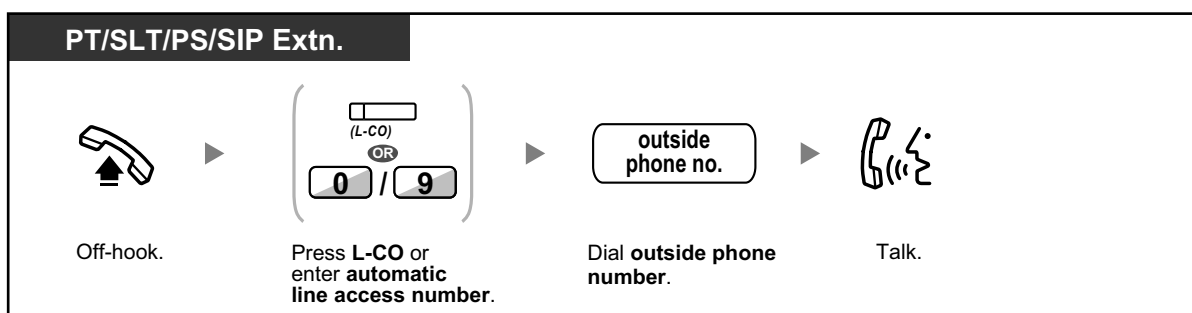 PT/SLT/PS/SIP Extn.
(L-CO)
OR
0 / 9
outside
phone no.
Off-hook.
Press L-CO or
enter automatic
line access number.
Dial outside phone
number.
Talk.